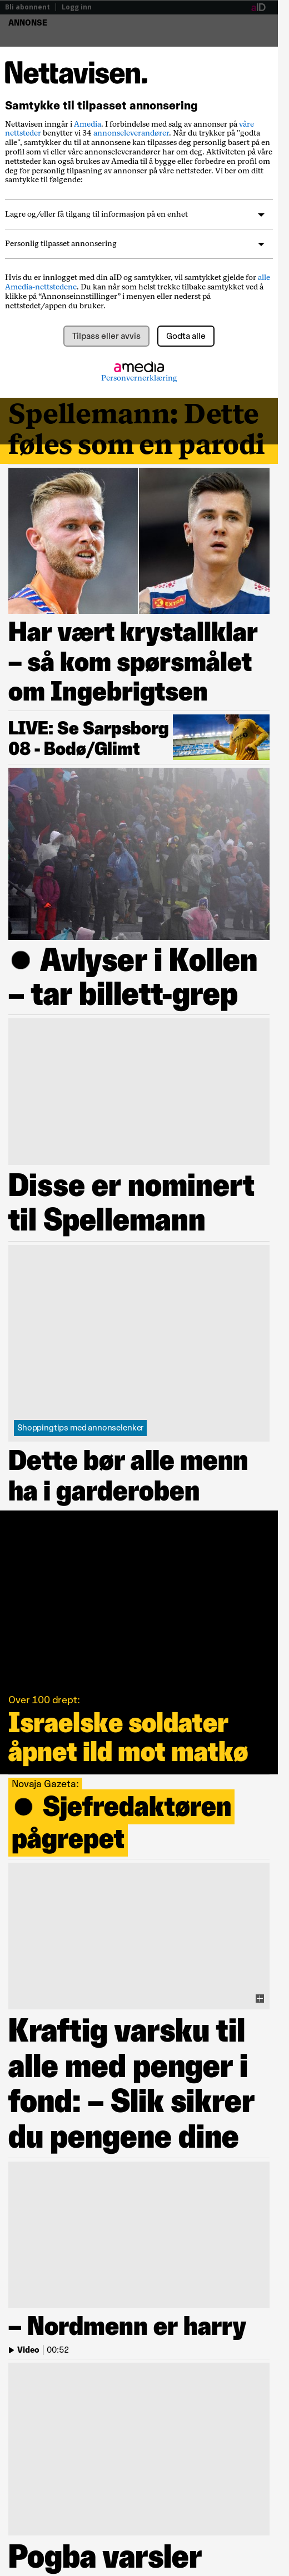 Bli abonnent | Logg inn
aID
ANNONSE
Nettavisen.
Samtykke til tilpasset annonsering
Nettavisen inngår i Amedia. I forbindelse med salg av annonser på våre
nettsteder benytter vi 34 annonseleverandører. Når du trykker på "godta
alle", samtykker du til at annonsene kan tilpasses deg personlig basert på en
profil som vi eller våre annonseleverandører har om deg. Aktiviteten på våre
nettsteder kan også brukes av Amedia til å bygge eller forbedre en profil om
deg for personlig tilpasning av annonser på våre nettsteder. Vi ber om ditt
samtykke til følgende:
Lagre og/eller få tilgang til informasjon på en enhet
Personlig tilpasset annonsering
Hvis du er innlogget med din aID og samtykker, vil samtykket gjelde for alle
Amedia-nettstedene. Du kan når som helst trekke tilbake samtykket ved å
klikke på “Annonseinnstillinger” i menyen eller nederst på
nettstedet/appen du bruker.
Tilpass eller avvis
Godta alle
amedia
Personvernerklæring
Spellemann: Dette
føles som en parodi
Har vært krystallklar
– så kom spørsmålet
om Ingebrigtsen
LIVE: Se Sarpsborg
08 - Bodø/Glimt
● Avlyser i Kollen
– tar billett-grep
Disse er nominert
til Spellemann
Shoppingtips med annonselenker
Dette bør alle menn
ha i garderoben
Over 100 drept:
Israelske soldater
åpnet ild mot matkø
Novaja Gazeta:
● Sjefredaktøren
pågrepet
Kraftig varsku til
alle med penger i
fond: – Slik sikrer
du pengene dine
– Nordmenn er harry
Video | 00:52
Pogba varsler